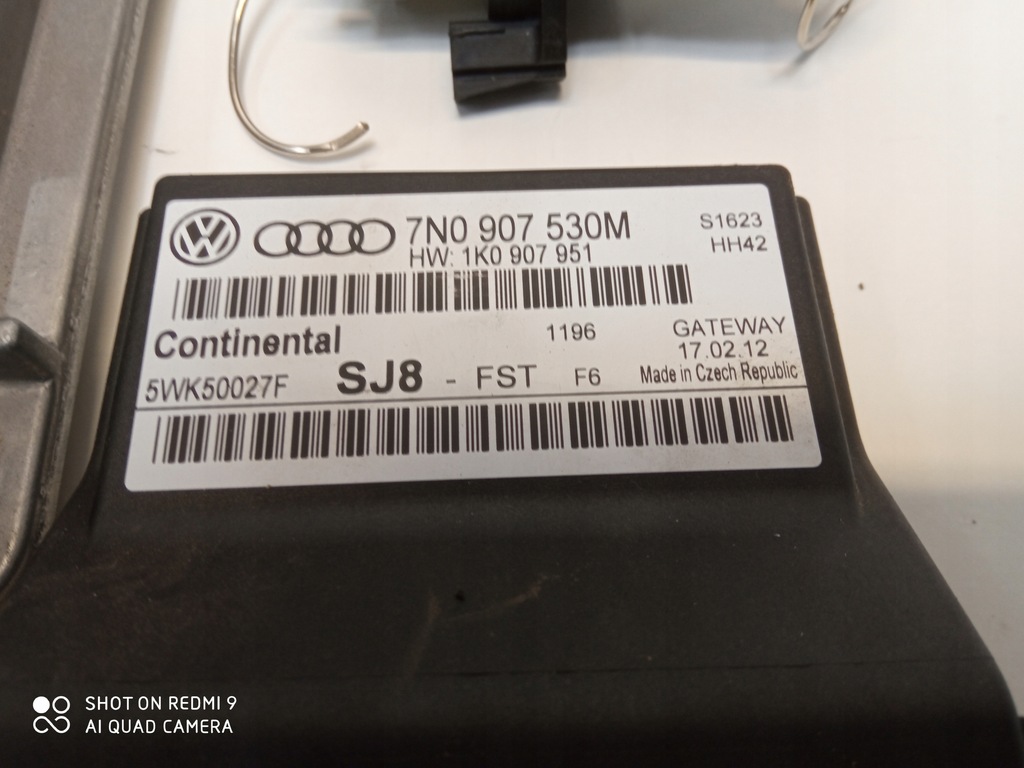 7N0 907 530M
S1623
HW: 1K0 907 951
HH42
Continental
1196
GATEWAY
17.02.12
5WK50027F
SJ8 - FST F6
Made in Czech Republic
SHOT ON REDMI 9
AI QUAD CAMERA